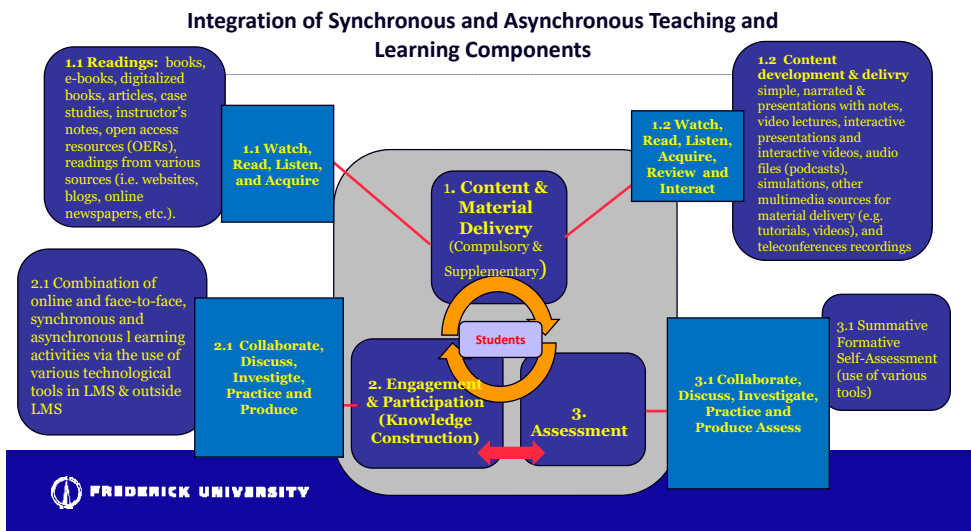 Integration of Synchronous and Asynchronous Teaching and
Learning Components
1.1 Readings: books,
e-books, digitalized
books, articles, case
studies, instructor's
notes, open access
resources (OERs),
readings from various
sources (i.e. websites,
blogs, online
newspapers, etc.).
1.1 Watch,
Read, Listen,
and Acquire
1. Content &
Material
Delivery
(Compulsory &
Supplementary)
1.2 Watch,
Read, Listen,
Acquire,
Review and
Interact
1.2 Content
development & delivry
simple, narrated &
presentations with notes,
video lectures, interactive
presentations and
interactive videos, audio
files (podcasts),
simulations, other
multimedia sources for
material delivery (e.g.
tutorials, videos), and
teleconferences recordings
2.1 Combination of
online and face-to-face,
synchronous and
asynchronous l earning
activities via the use of
various technological
tools in LMS & outside
LMS
2.1 Collaborate,
Discuss,
Investigte,
Practice and
Produce
Students
2. Engagement
& Participation
(Knowledge
Construction)
3.
Assessment
3.1 Collaborate,
Discuss, Investigate,
Practice and
Produce Assess
3.1 Summative
Formative
Self-Assessment
(use of various
tools)
FREDERICK UNIVERSITY